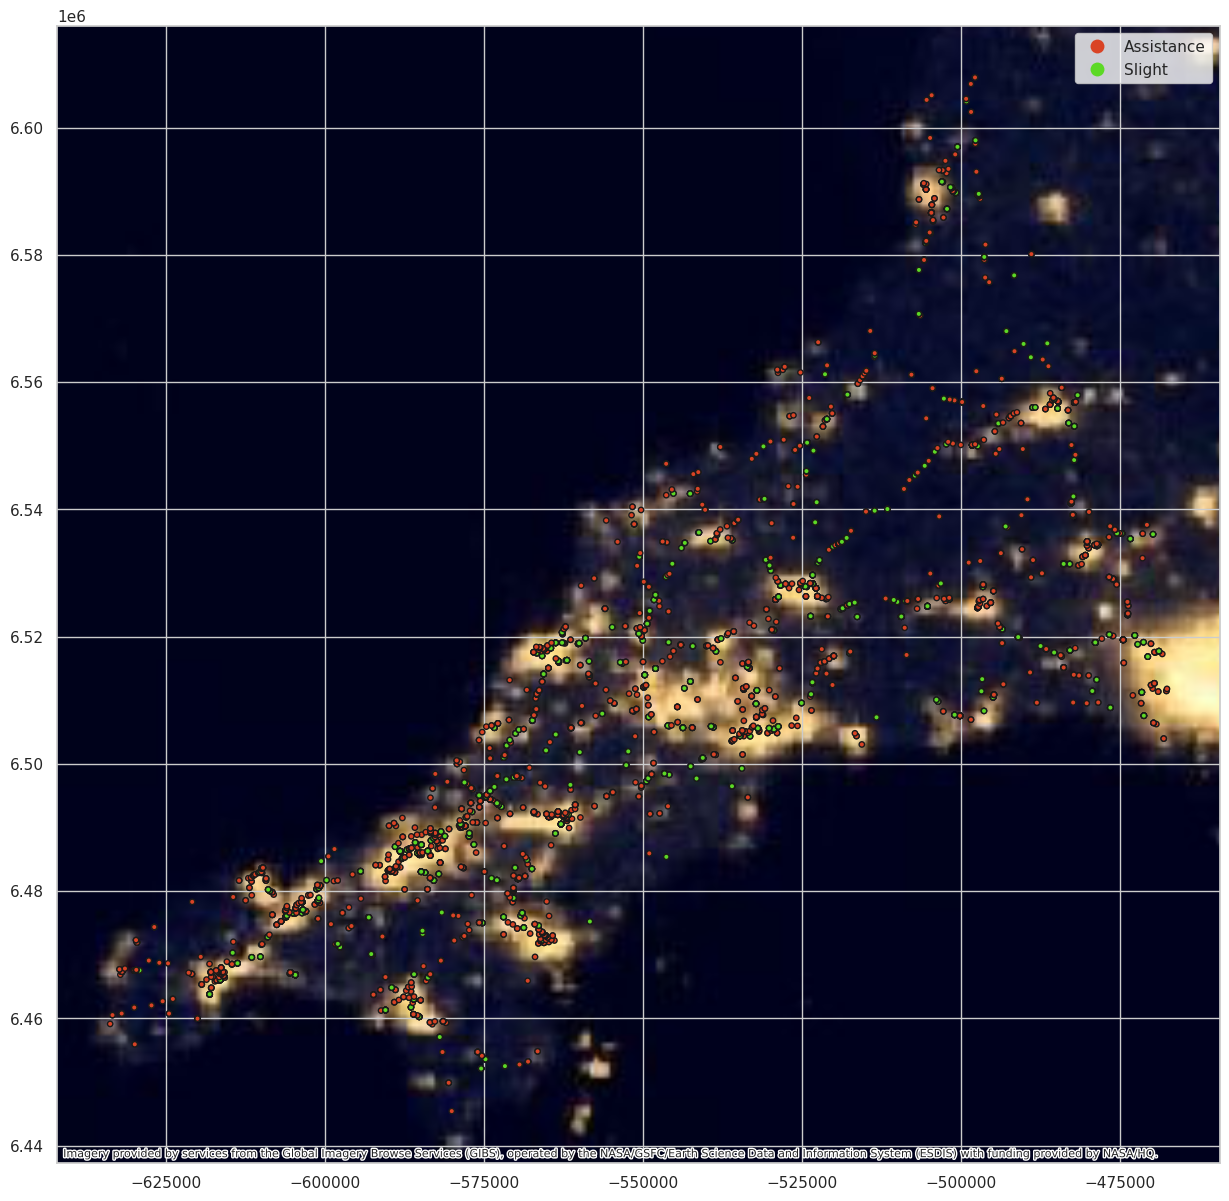 1e6
Assistance
Slight
6.60
6.58
6.56
6.54
6.52
6.50
6.48
6.46
6.44
Imagery provided by services from the Global Imagery Browse Services (GIBS), operated by the NASA/GSFC/Earth Science Data and Information System (ESDIS) with funding provided by NASA/HQ.
−625000 −600000 −575000 −550000 −525000 −500000 −475000